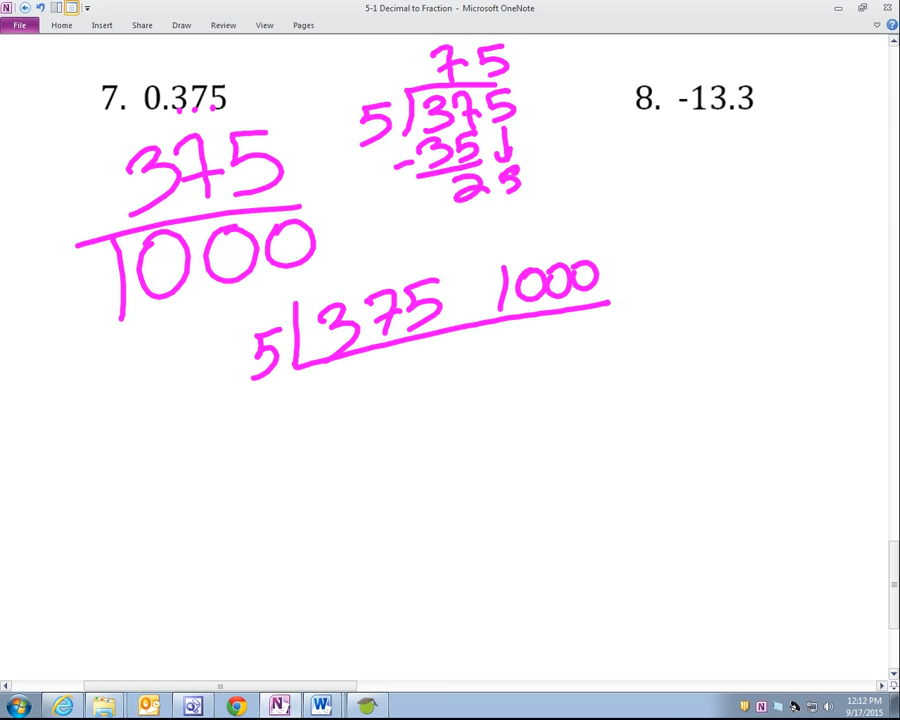 5-1 Decimal to Fraction - Microsoft OneNote
File Home Insert Share Draw Review View Pages
7. 0.375
375
1000
75
5 375
- 35
25
8. -13.3
5 375 1000
12:12 PM
9/17/2015